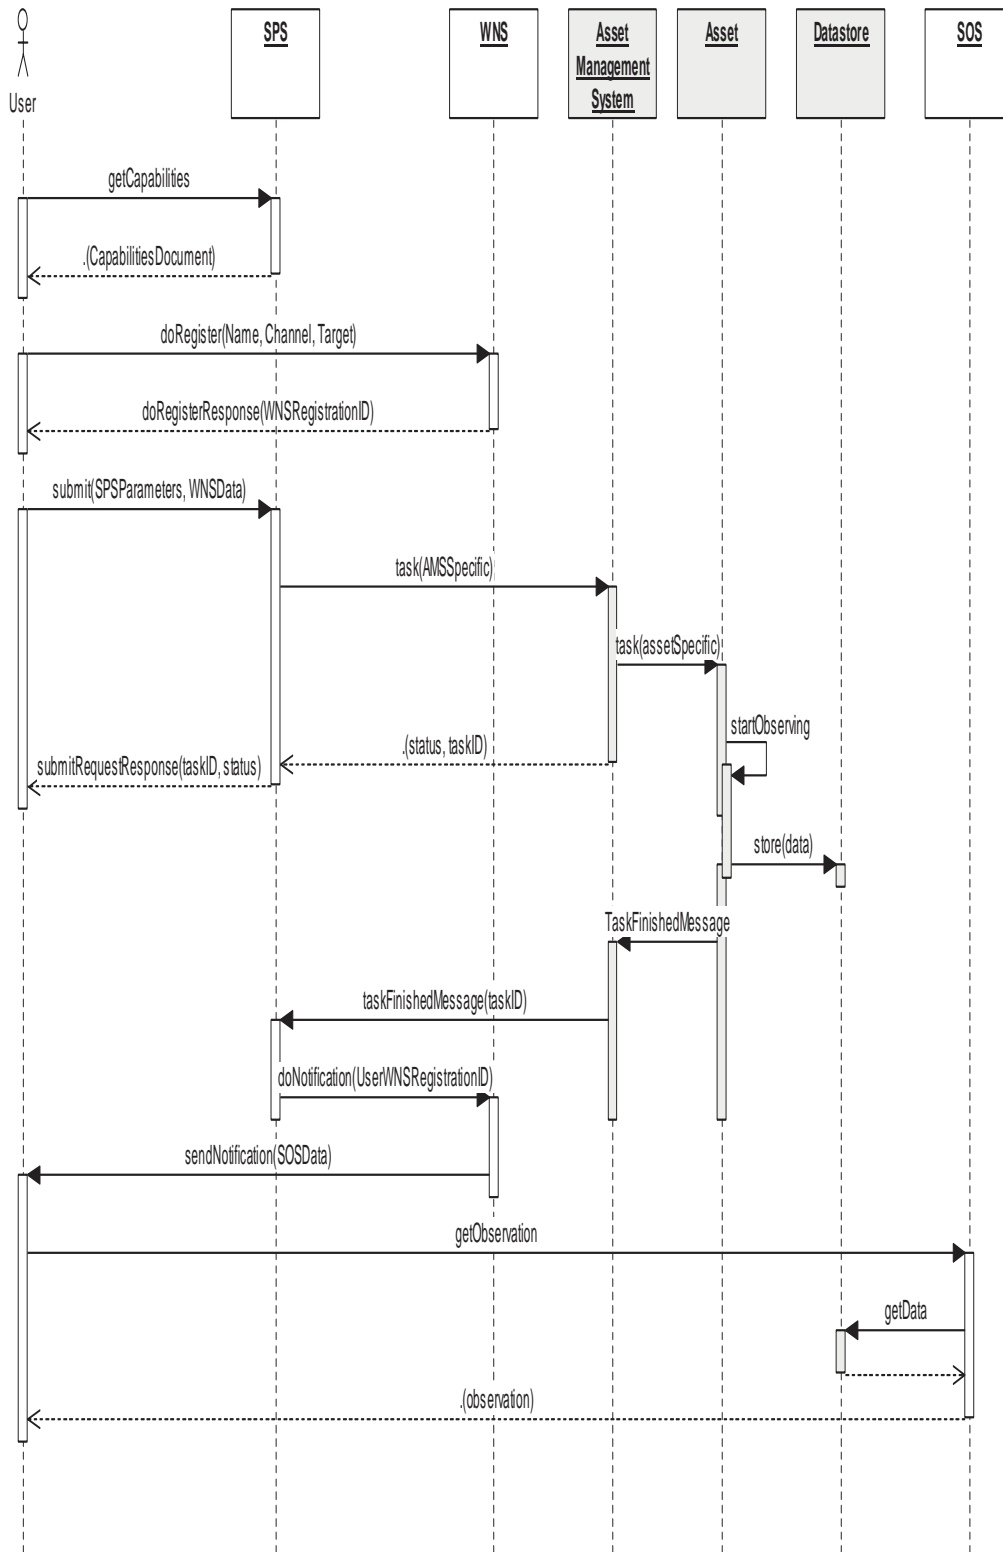 User
SPS
WNS
Asset
Management
System
Asset
Datastore
SOS
getCapabilities
.(CapabilitiesDocument)
doRegister(Name, Channel, Target)
doRegisterResponse(WNSRegistrationID)
submit(SPSParameters, WNSData)
task(AMSSpecific)
task(assetSpecific)
startObserving
.(status, taskID)
submitRequestResponse(taskID, status)
store(data)
TaskFinishedMessage
taskFinishedMessage(taskID)
doNotification(UserWNSRegistrationID)
sendNotification(SOSData)
getObservation
getData
.(observation)